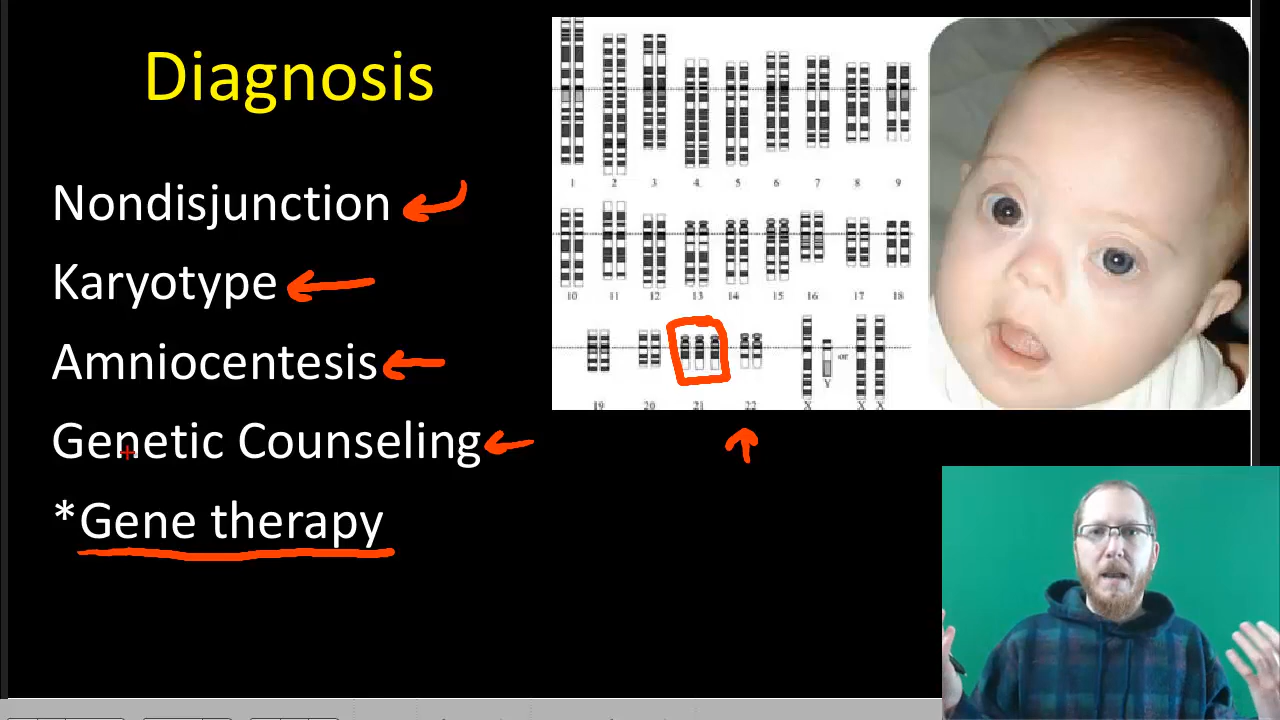 Diagnosis
Nondisjunction
Karyotype
Amniocentesis
Genetic Counseling
*Gene therapy
1 2 3 4 5 6 7 8 9
10 11 12 13 14 15 16 17 18
Y or
19 20 21 22 X X X